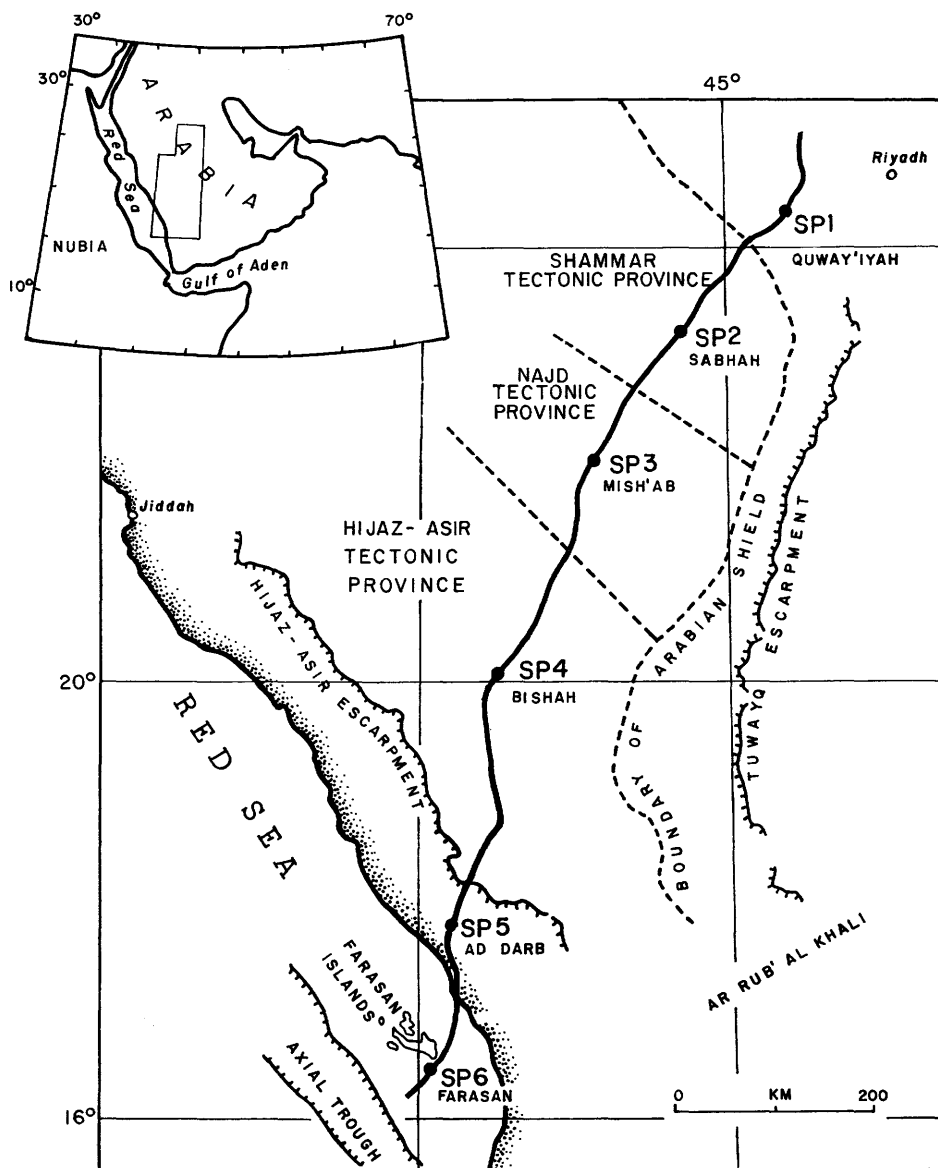 30°
70°
30°
ARABIA
Red Sea
NUBIA
Gulf of Aden
10°
45°
Riyadh
SP1
QUWAY'IYAH
SHAMMAR
TECTONIC PROVINCE
SP2
SABHAH
NAJD
TECTONIC
PROVINCE
SP3
MISH'AB
Jiddah
HIJAZ-ASIR
TECTONIC
PROVINCE
HIJAZ-ASIR ESCARPMENT
BOUNDARY OF ARABIAN SHIELD
TUWAYQ ESCARPMENT
20°
SP4
BISHAH
RED SEA
SP5
AD DARB
FARASAN
ISLANDS
AR RUB' AL KHALI
AXIAL TROUGH
SP6
FARASAN
0 KM 200
16°